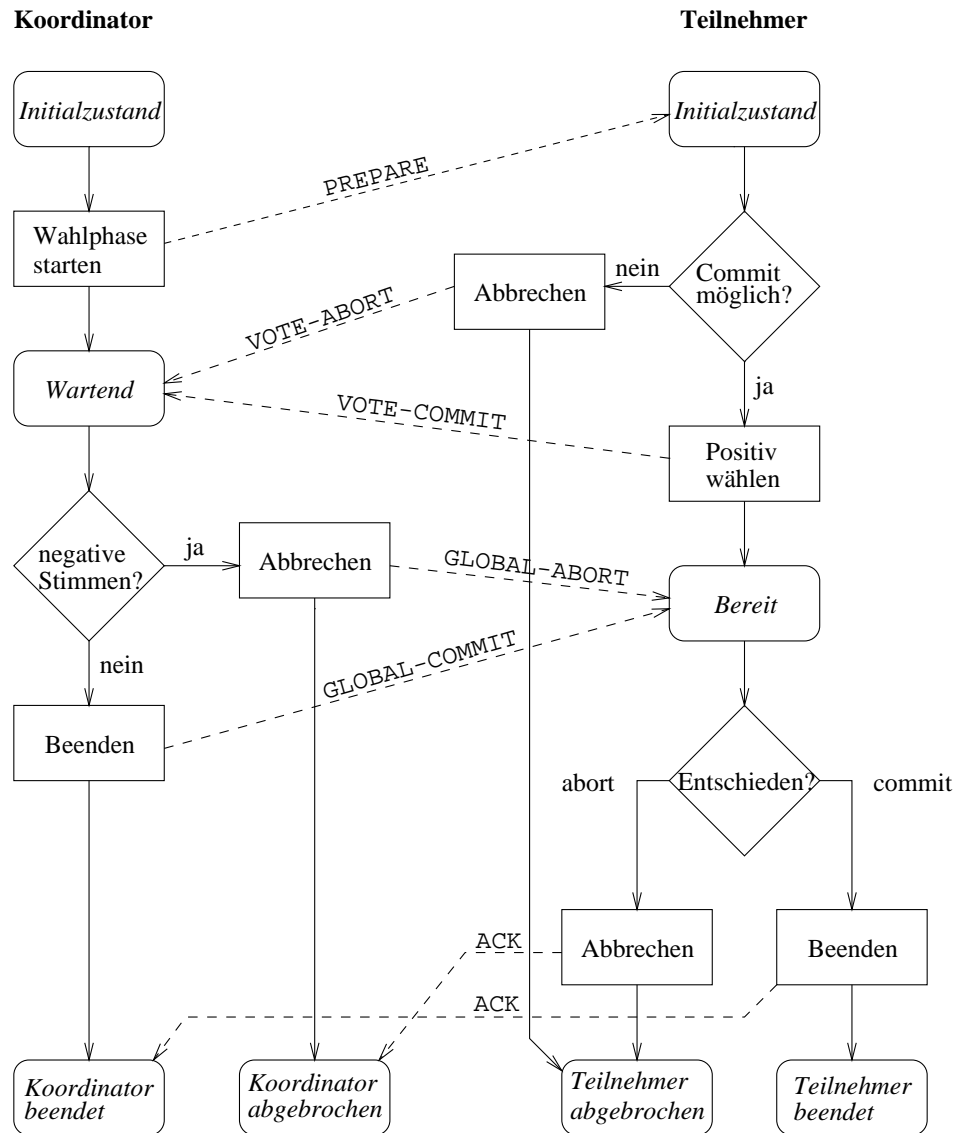 Koordinator
Teilnehmer
Initialzustand
Initialzustand
PREPARE
Wahlphase
starten
nein
Commit
möglich?
Abbrechen
VOTE-ABORT
Wartend
ja
VOTE-COMMIT
Positiv
wählen
negative
Stimmen?
ja
Abbrechen
GLOBAL-ABORT
Bereit
nein
GLOBAL-COMMIT
Beenden
abort
Entschieden?
commit
ACK
Abbrechen
Beenden
ACK
Koordinator
beendet
Koordinator
abgebrochen
Teilnehmer
abgebrochen
Teilnehmer
beendet